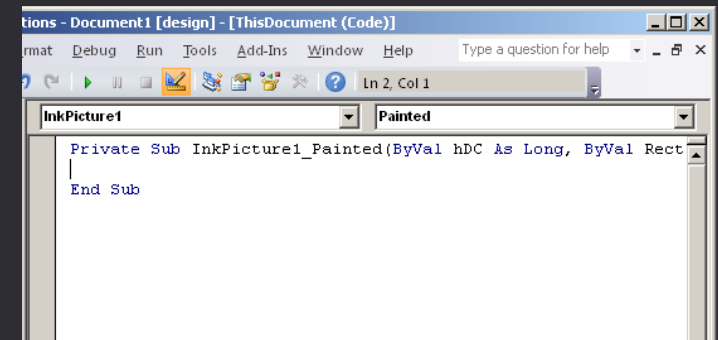 tions - Document1 [design] - [ThisDocument (Code)]
rmat Debug Run Tools Add-Ins Window Help Type a question for help
Ln 2, Col 1
InkPicture1 Painted
Private Sub InkPicture1_Painted(ByVal hDC As Long, ByVal Rect
End Sub